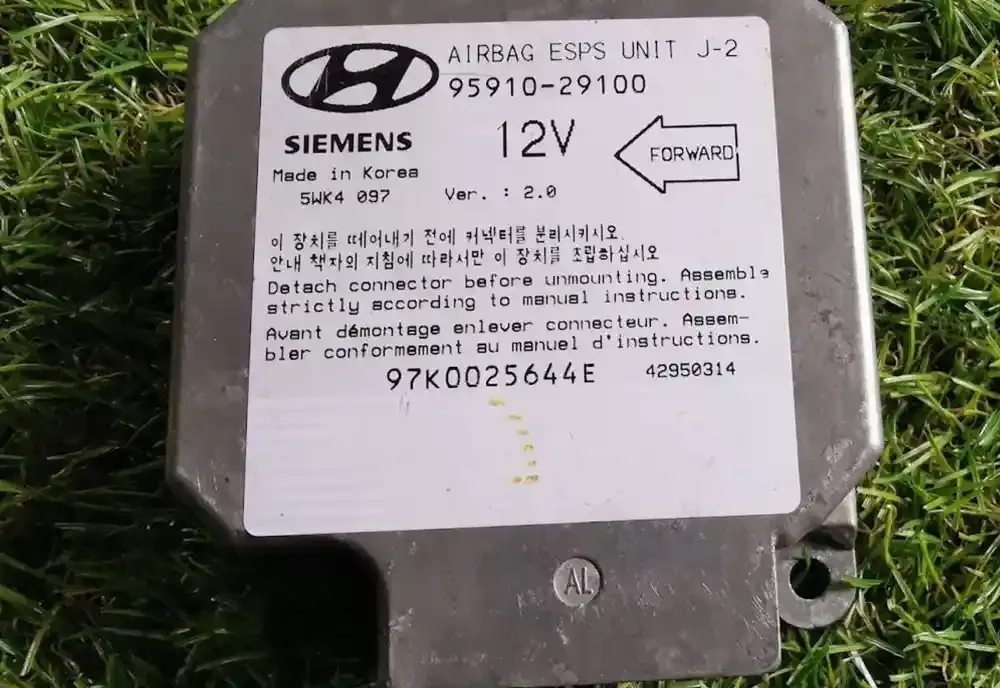 AIRBAG ESPS UNIT J-2
95910-29100
SIEMENS
12V
FORWARD
Made in Korea
5WK4 097
Ver. : 2.0
이 장치를 떼어내기 전에 커넥터를 분리시키시오.
안내 책자의 지침에 따라서만 이 장치를 조립하십시오
Detach connector before unmounting. Assemble
strictly according to manual instructions.
Avant démontage enlever connecteur. Assem-
bler conformement au manuel d'instructions.
97K0025644E
42950314
AL